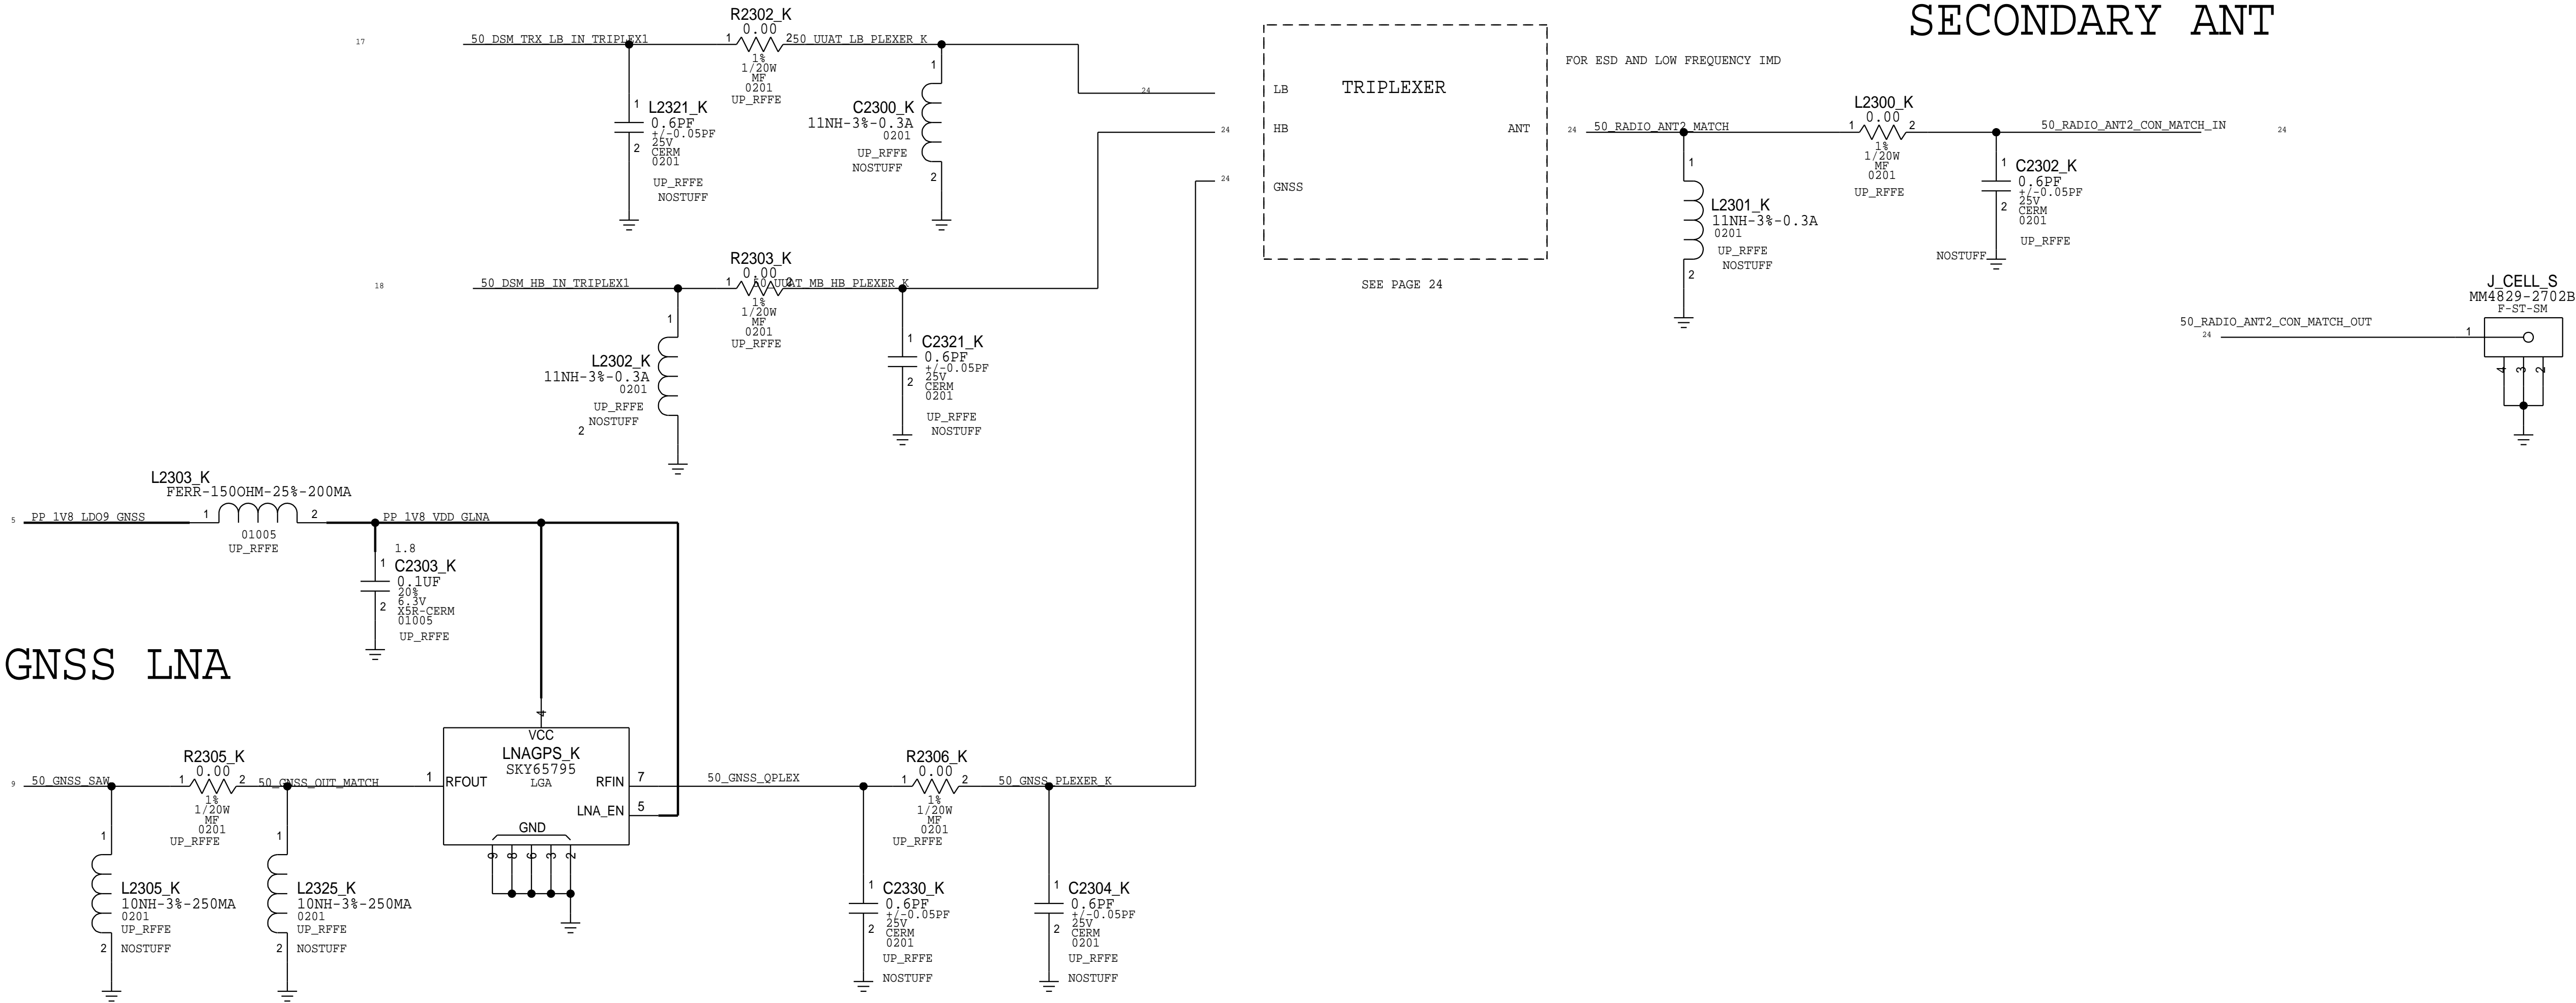 SECONDARY ANT
R2302_K
0.00
17
50_DSM_TRX_LB_IN_TRIPLEX1
1
2
50_UUAT_LB_PLEXER_K
1%
1/20W
MF
0201
UP_RFFE
1
L2321_K
0.6PF
+/-0.05PF
2
25V
CERM
0201
UP_RFFE
NOSTUFF
1
C2300_K
11NH-3%-0.3A
0201
UP_RFFE
NOSTUFF
2
24
24
24
LB
TRIPLEXER
HB
ANT
GNSS
SEE PAGE 24
FOR ESD AND LOW FREQUENCY IMD
24
50_RADIO_ANT2_MATCH
L2300_K
0.00
1
2
1%
1/20W
MF
0201
UP_RFFE
50_RADIO_ANT2_CON_MATCH_IN
24
1
L2301_K
11NH-3%-0.3A
0201
UP_RFFE
NOSTUFF
2
1
C2302_K
0.6PF
+/-0.05PF
25V
2
CERM
0201
UP_RFFE
NOSTUFF
J_CELL_S
MM4829-2702B
F-ST-SM
50_RADIO_ANT2_CON_MATCH_OUT
24
1
4
3
2
R2303_K
0.00
18
50_DSM_HB_IN_TRIPLEX1
1
2
50_UUAT_MB_HB_PLEXER_K
1%
1/20W
MF
0201
UP_RFFE
1
L2302_K
11NH-3%-0.3A
0201
UP_RFFE
NOSTUFF
2
1
C2321_K
0.6PF
+/-0.05PF
25V
2
CERM
0201
UP_RFFE
NOSTUFF
L2303_K
FERR-150OHM-25%-200MA
5
PP_1V8_LDO9_GNSS
1
2
PP_1V8_VDD_GLNA
01005
UP_RFFE
1.8
1
C2303_K
0.1UF
20%
6.3V
2
X5R-CERM
01005
UP_RFFE
GNSS LNA
4
VCC
LNAGPS_K
SKY65795
LGA
1
RFOUT
RFIN
7
LNA_EN
5
GND
9
8
6
3
2
R2305_K
0.00
9
50_GNSS_SAW
1
2
50_GNSS_OUT_MATCH
1%
1/20W
MF
0201
UP_RFFE
1
L2305_K
10NH-3%-250MA
0201
UP_RFFE
2
NOSTUFF
1
L2325_K
10NH-3%-250MA
0201
UP_RFFE
2
NOSTUFF
50_GNSS_QPLEX
R2306_K
0.00
1
2
50_GNSS_PLEXER_K
1%
1/20W
MF
0201
UP_RFFE
1
C2330_K
0.6PF
+/-0.05PF
25V
2
CERM
0201
UP_RFFE
NOSTUFF
1
C2304_K
0.6PF
+/-0.05PF
25V
2
CERM
0201
UP_RFFE
NOSTUFF